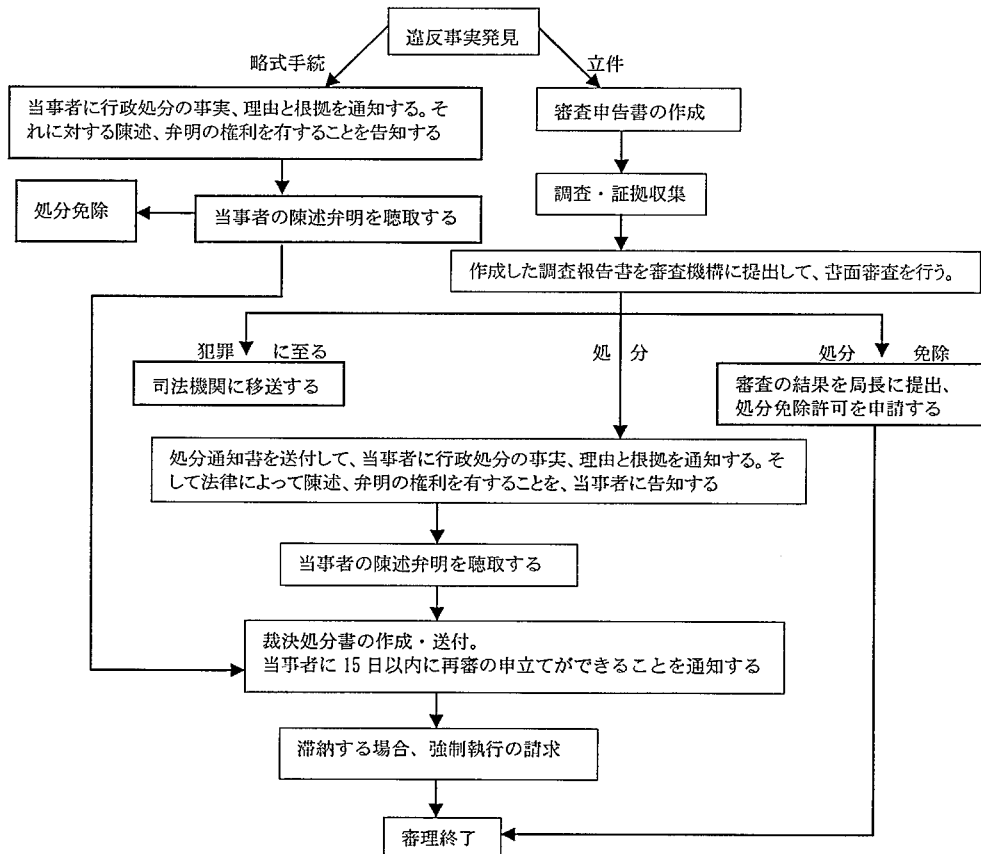 違反事実発見
略式手続
立件
当事者に行政処分の事実、理由と根拠を通知する。そ
れに対する陳述、弁明の権利を有することを告知する
審査申告書の作成
調査・証拠収集
処分免除
当事者の陳述弁明を聴取する
作成した調査報告書を審査機構に提出して、書面審査を行う。
犯罪 に至る
処 分
処分 免除
司法機関に移送する
審査の結果を局長に提出、
処分免除許可を申請する
処分通知書を送付して、当事者に行政処分の事実、理由と根拠を通知する。そ
して法律によって陳述、弁明の権利を有することを、当事者に告知する
当事者の陳述弁明を聴取する
裁決処分書の作成・送付。
当事者に 15 日以内に再審の申立てができることを通知する
滞納する場合、強制執行の請求
審理終了